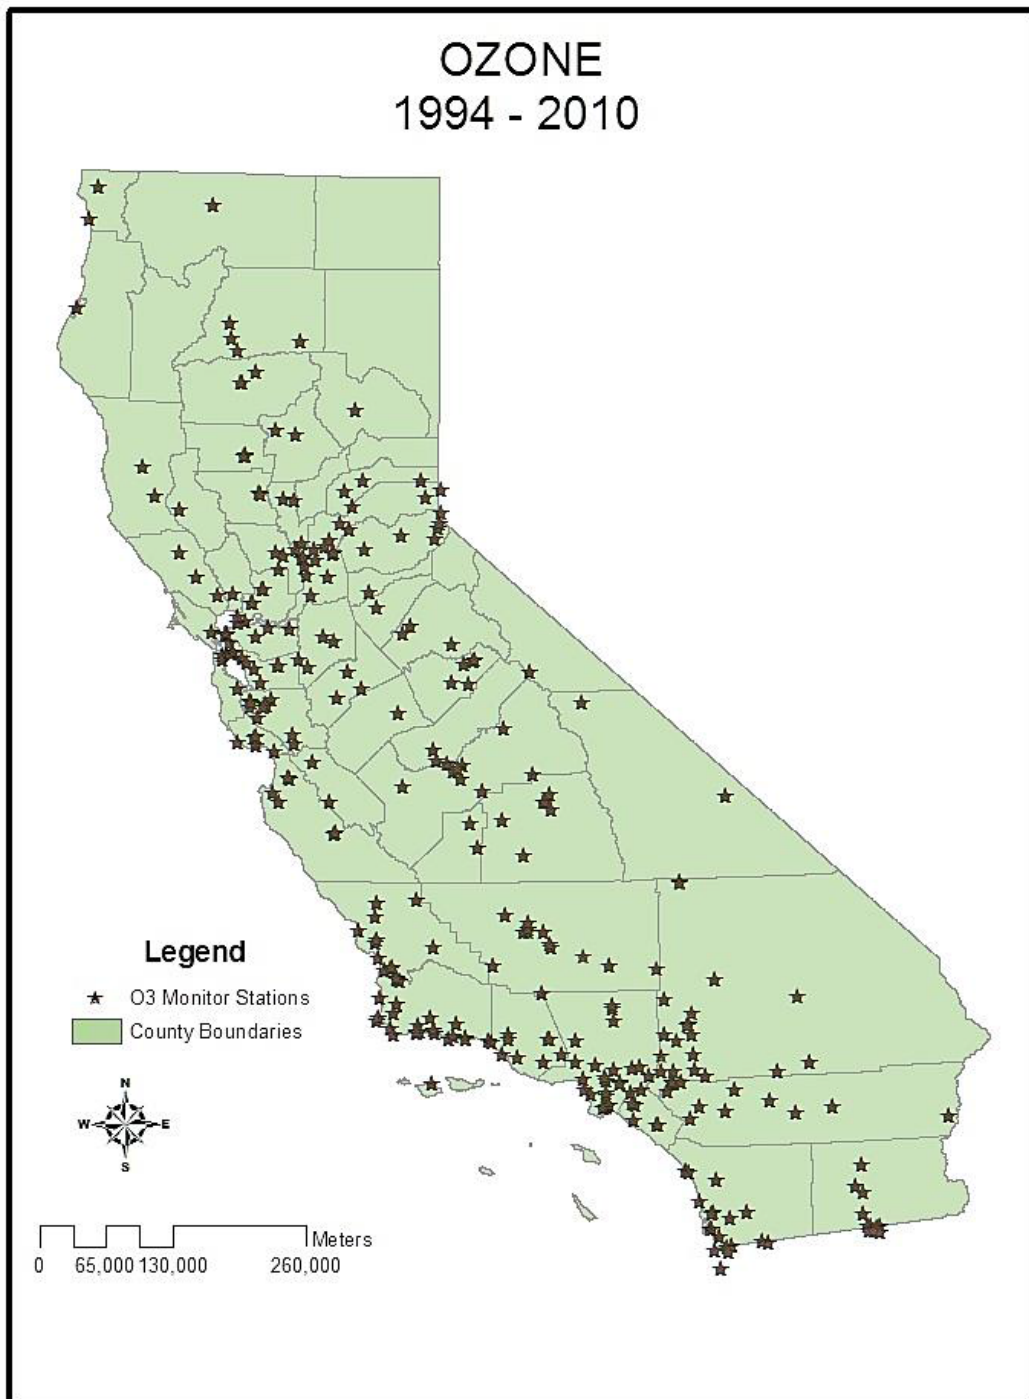 OZONE
1994 - 2010
Legend
O3 Monitor Stations
County Boundaries
N
W E
S
Meters
0 65,000 130,000 260,000